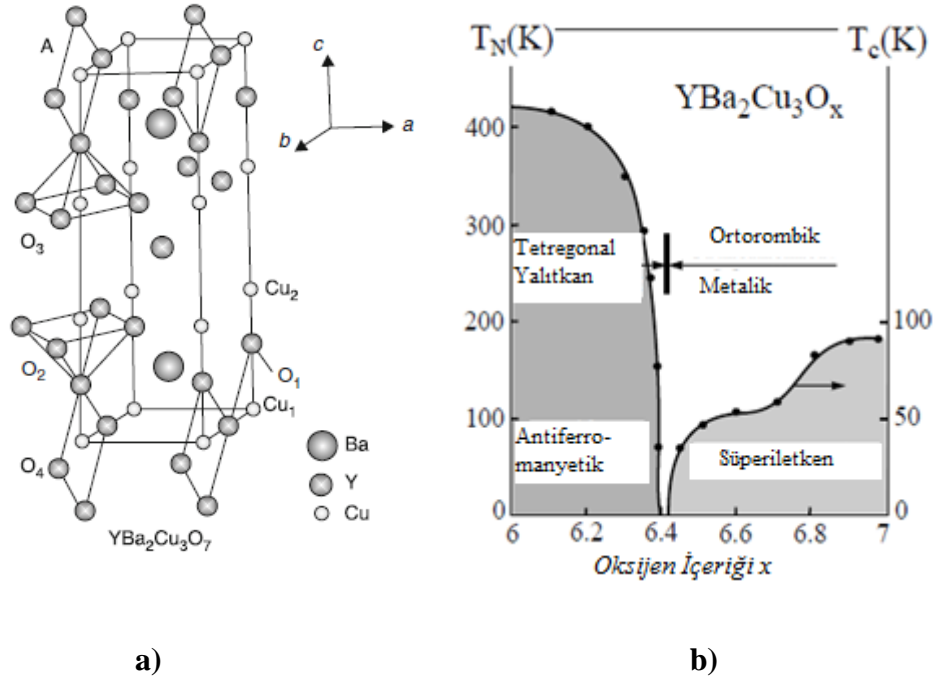 A
c
a
b
O3
Cu2
O2
O1
Cu1
O4
Ba
Y
Cu
YBa2Cu3O7
a)
TN(K)
Tc(K)
YBa2Cu3Ox
400
300
200
100
0
Tetregonal
Yalıtkan
Ortorombik
Metalik
100
50
0
Antiferro-
manyetik
Süperiletken
6
6.2
6.4
6.6
6.8
7
Oksijen İçeriği x
b)